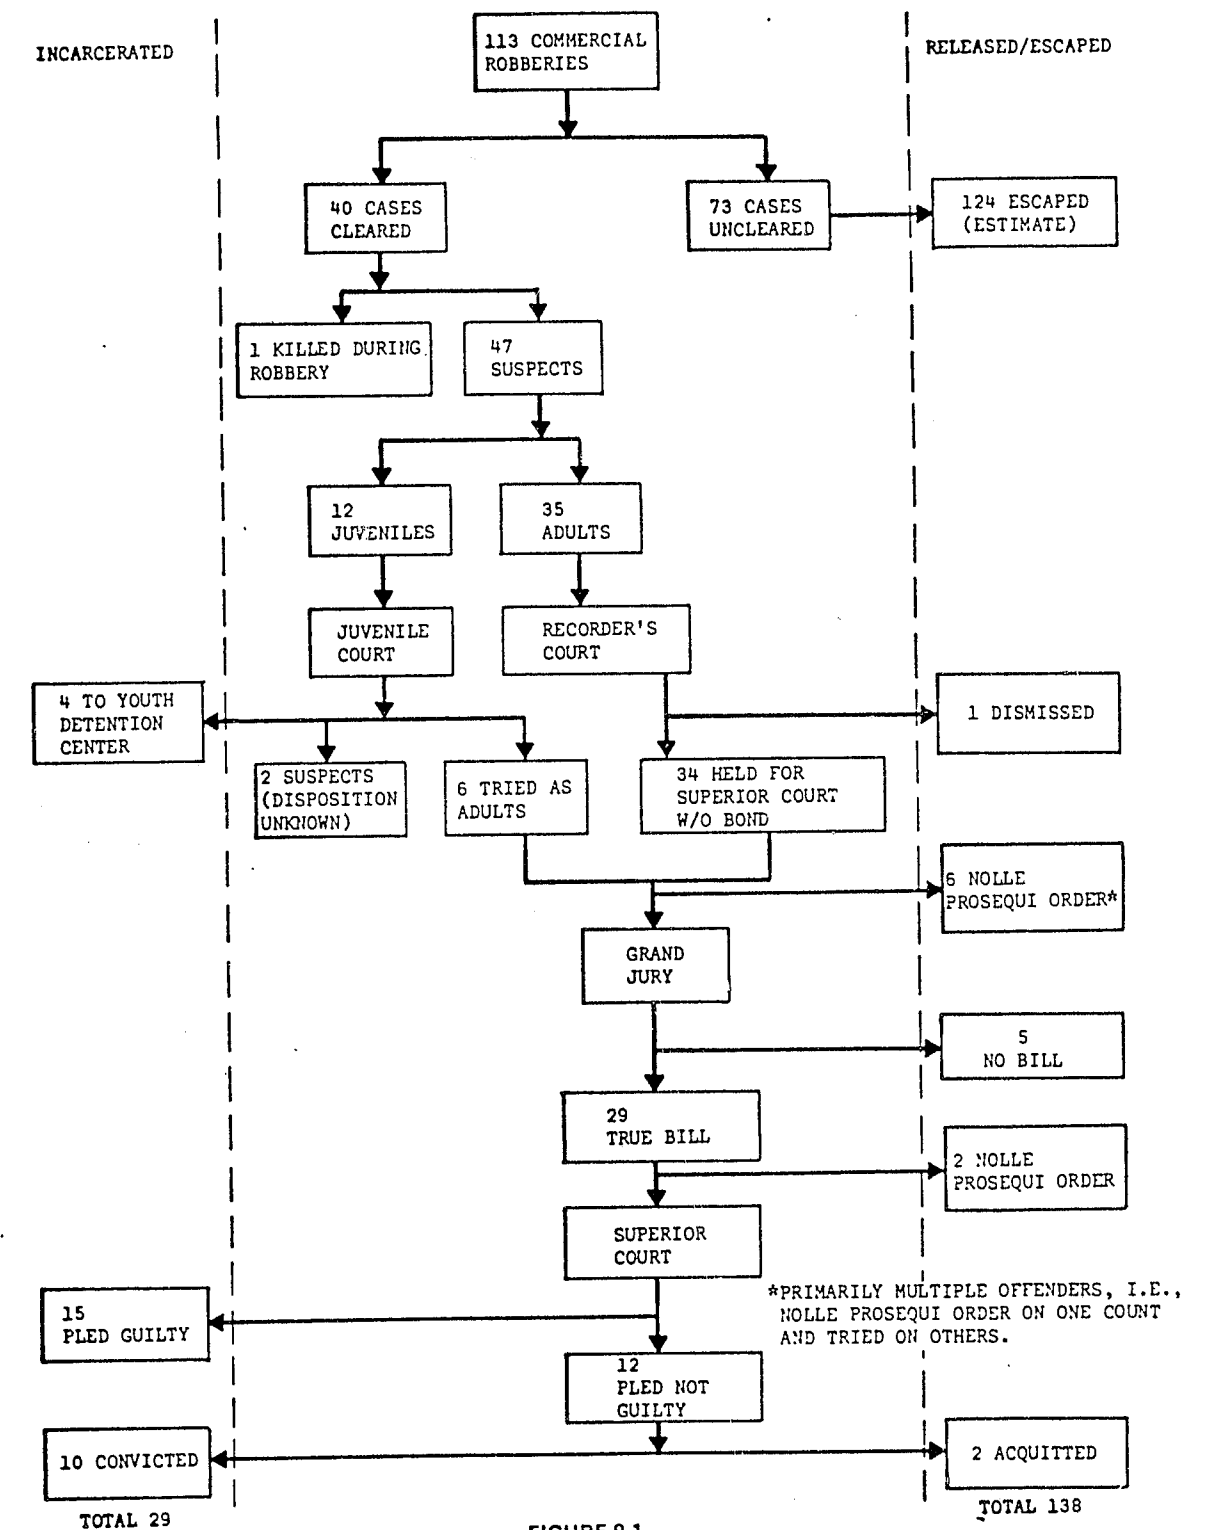 INCARCERATED
113 COMMERCIAL
ROBBERIES
RELEASED/ESCAPED
40 CASES
CLEARED
73 CASES
UNCLEARED
124 ESCAPED
(ESTIMATE)
1 KILLED DURING
ROBBERY
47
SUSPECTS
12
JUVENILES
35
ADULTS
JUVENILE
COURT
RECORDER'S
COURT
4 TO YOUTH
DETENTION
CENTER
1 DISMISSED
2 SUSPECTS
(DISPOSITION
UNKNOWN)
6 TRIED AS
ADULTS
34 HELD FOR
SUPERIOR COURT
W/O BOND
6 NOLLE
PROSEQUI ORDER*
GRAND
JURY
5
NO BILL
29
TRUE BILL
2 NOLLE
PROSEQUI ORDER
SUPERIOR
COURT
*PRIMARILY MULTIPLE OFFENDERS, I.E.,
NOLLE PROSEQUI ORDER ON ONE COUNT
AND TRIED ON OTHERS.
15
PLED GUILTY
12
PLED NOT
GUILTY
10 CONVICTED
2 ACQUITTED
TOTAL 29
TOTAL 138